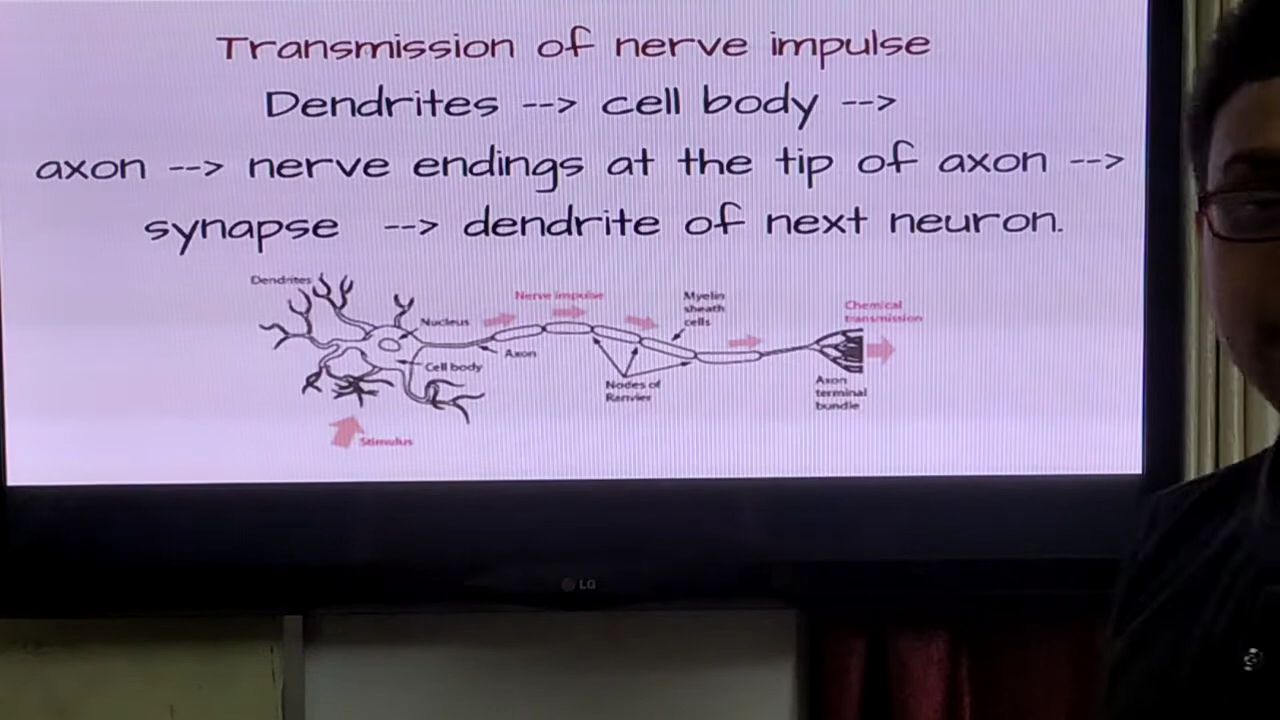 Transmission of nerve impulse
Dendrites --> cell body -->
axon --> nerve endings at the tip of axon -->
synapse --> dendrite of next neuron.
Dendrites
Nerve impulse
Myelin
sheath
cells
Chemical
transmission
Nucleus
Axon
Cell body
Nodes of
Ranvier
Axon
terminal
bundle
Stimulus
LG